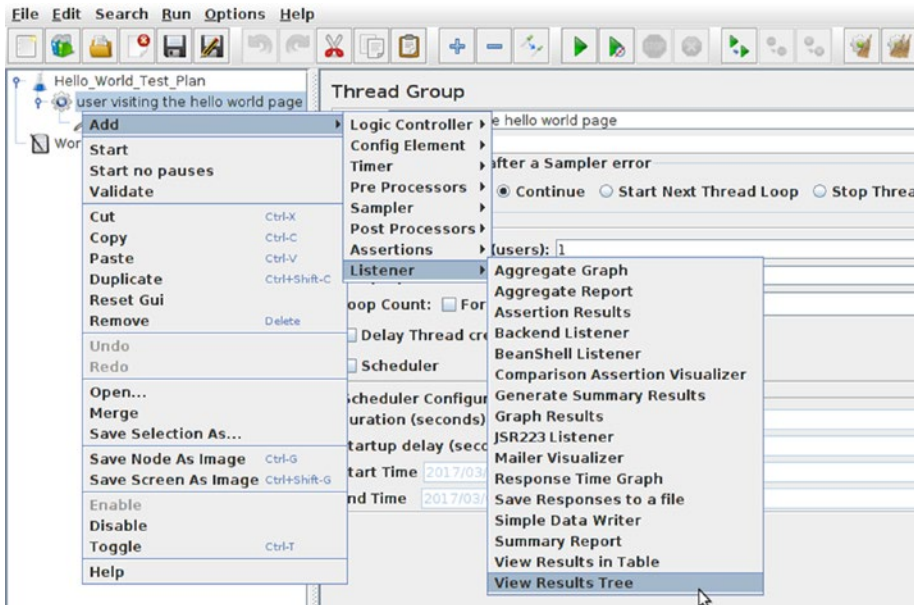 File Edit Search Run Options Help
Hello_World_Test_Plan
user visiting the hello world page
Wor
Thread Group
e hello world page
after a Sampler error
Continue Start Next Thread Loop Stop Threa
(users): 1
oop Count: For
Delay Thread cre
Scheduler
cheduler Configur
uration (seconds)
tartup delay (seco
tart Time 2017/03/
nd Time 2017/03/
Add
Start
Start no pauses
Validate
Cut Ctrl-X
Copy Ctrl-C
Paste Ctrl-V
Duplicate Ctrl+Shift-C
Reset Gui
Remove Delete
Undo
Redo
Open...
Merge
Save Selection As...
Save Node As Image Ctrl-G
Save Screen As Image Ctrl+Shift-G
Enable
Disable
Toggle Ctrl-T
Help
Logic Controller
Config Element
Timer
Pre Processors
Sampler
Post Processors
Assertions
Listener
Aggregate Graph
Aggregate Report
Assertion Results
Backend Listener
BeanShell Listener
Comparison Assertion Visualizer
Generate Summary Results
Graph Results
JSR223 Listener
Mailer Visualizer
Response Time Graph
Save Responses to a file
Simple Data Writer
Summary Report
View Results in Table
View Results Tree